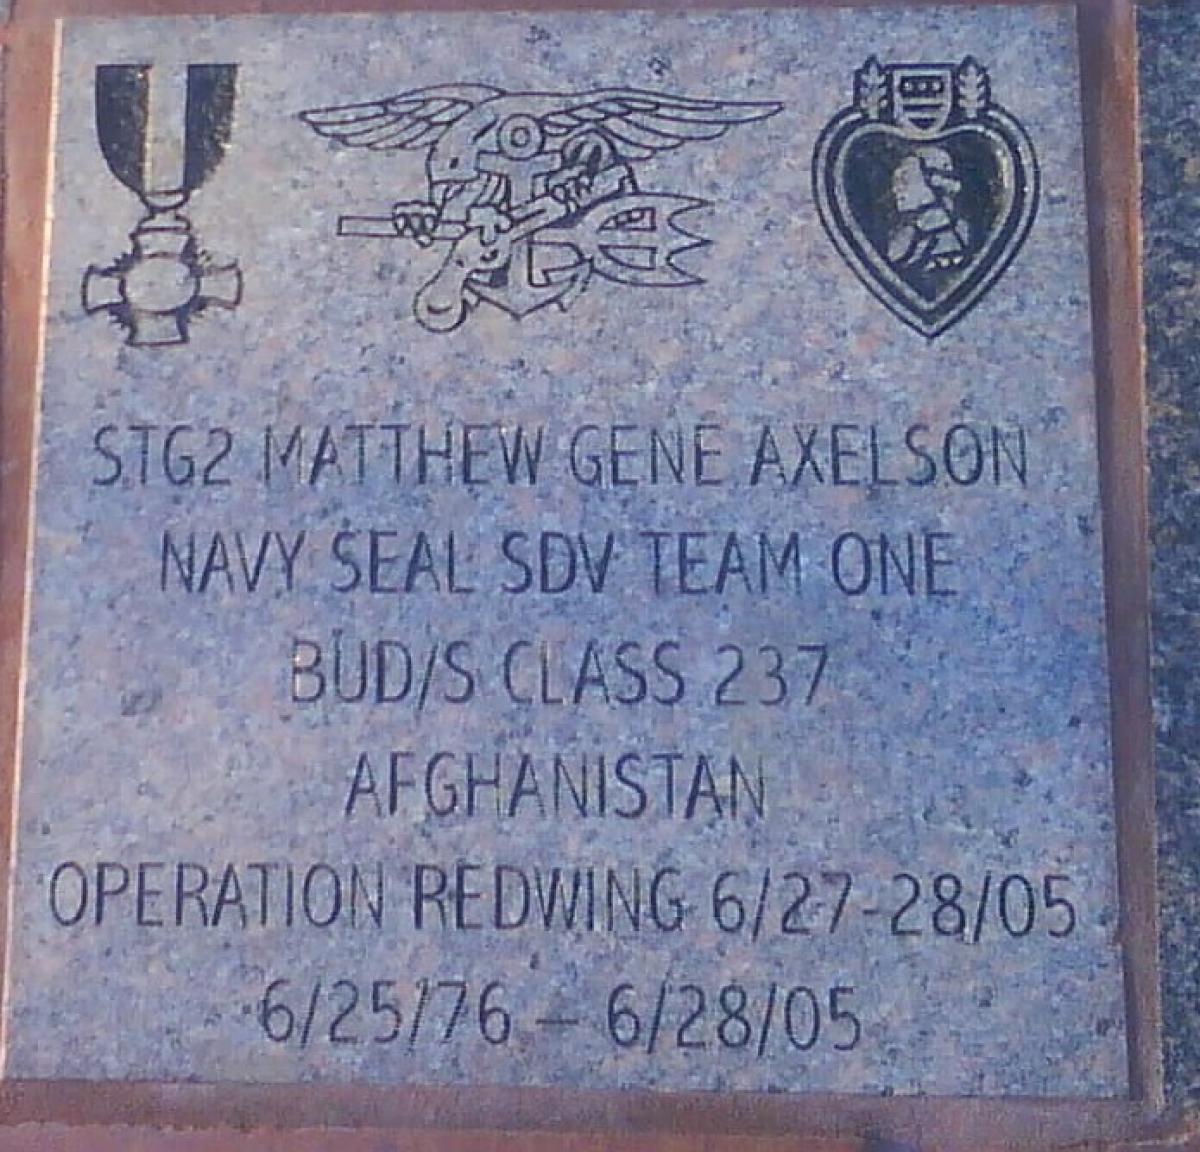 STG2 MATTHEW GENE AXELSON
NAVY SEAL SDV TEAM ONE
BUD/S CLASS 237
AFGHANISTAN
OPERATION REDWING 6/27-28/05
6/25/76 – 6/28/05